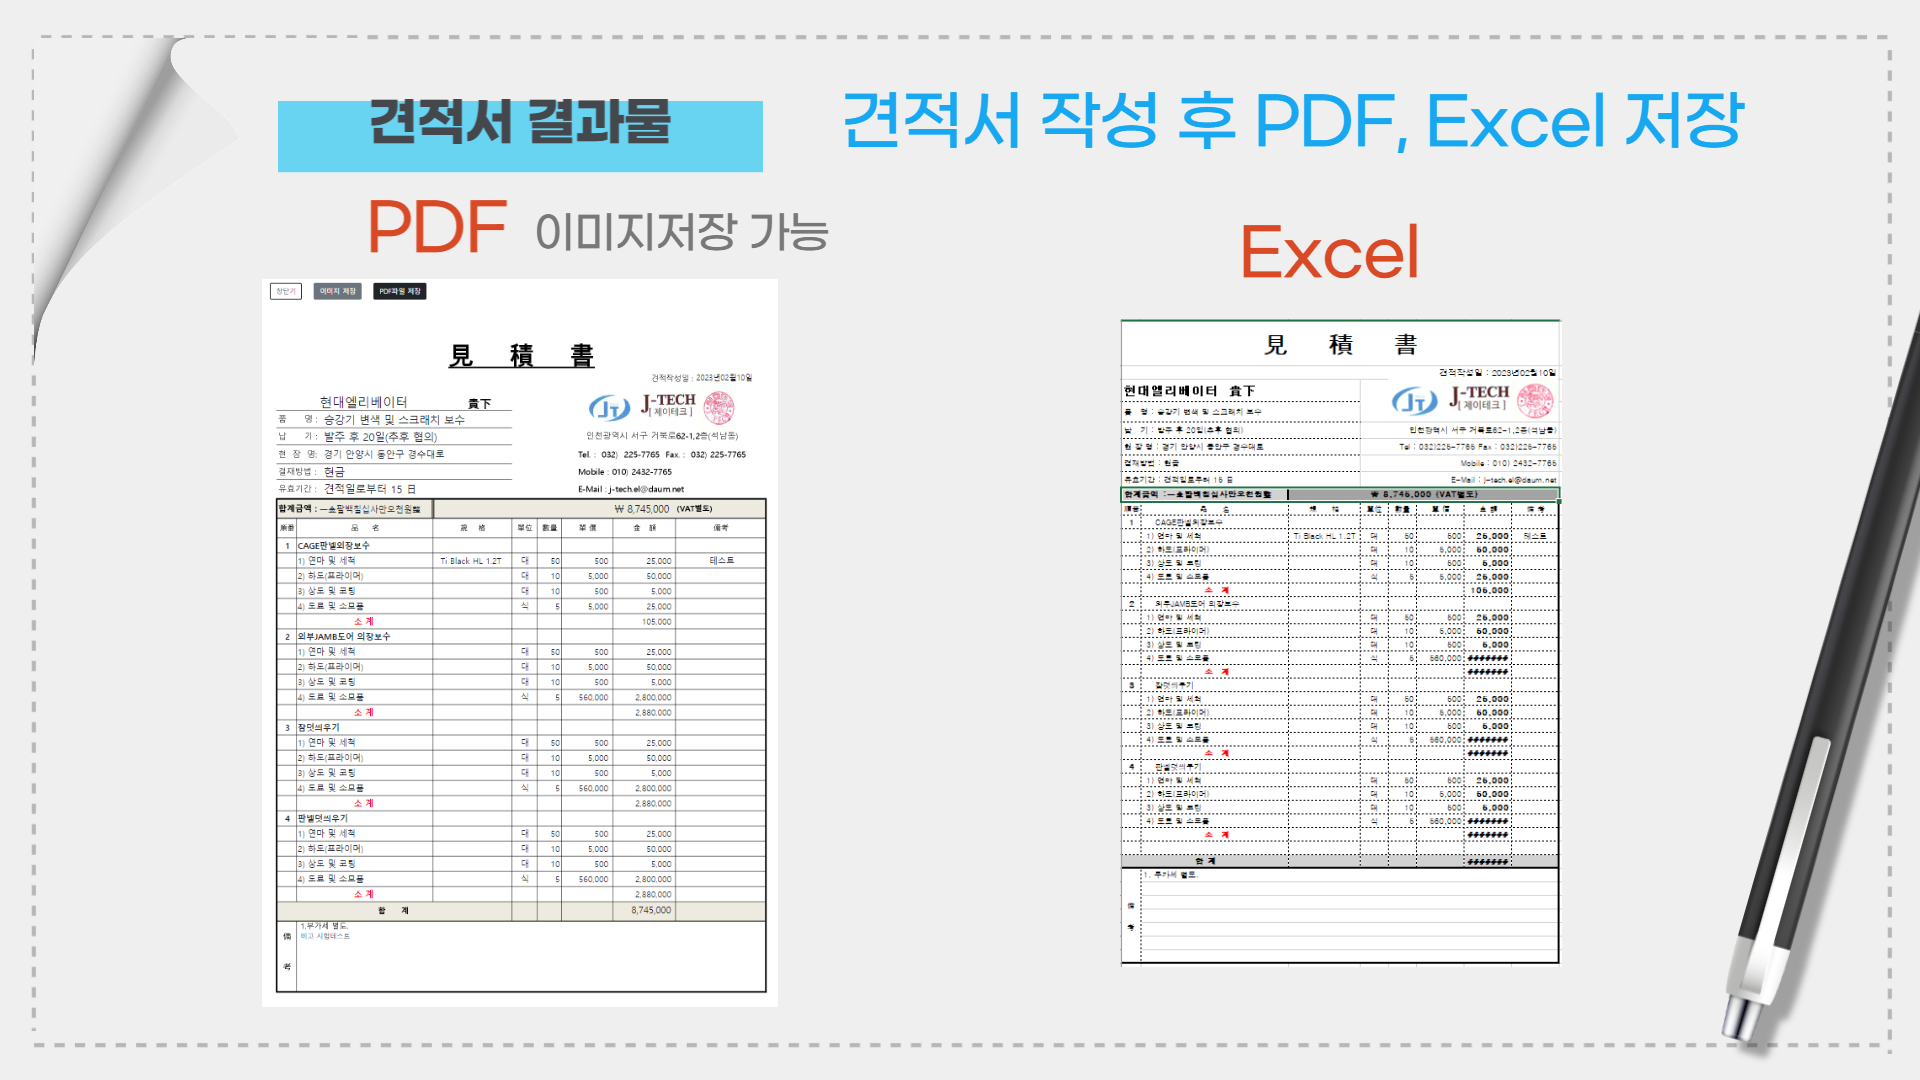 견적서 결과물
견적서 작성 후 PDF, Excel 저장
PDF 이미지저장 가능
Excel
창닫기 이미지 저장 PDF파일 저장
見 積 書
견적작성일 : 2023년02월10일
현대엘리베이터 貴下
J-TECH
[ 제이테크 ]
품 명 : 승강기 변색 및 스크래치 보수
납 기 : 발주 후 20일(추후 협의)
현 장 명: 경기 안양시 동안구 경수대로
결재방법 : 현금
유효기간 : 견적일로부터 15 日
인천광역시 서구 거북로62-1,2층(석남동)
Tel. : 032) 225-7765 Fax. : 032) 225-7765
Mobile : 010) 2432-7765
E-Mail : j-tech.el@daum.net
합계금액 : 一金팔백칠십사만오천원整 ₩ 8,745,000 (VAT별도)
順番 品 名 規 格 單位 數量 單 價 金 額 備考
1 CAGE판넬의장보수
1) 연마 및 세척 Ti Black HL 1.2T 대 50 500 25,000 테스트
2) 하도(프라이머) 대 10 5,000 50,000
3) 상도 및 코팅 대 10 500 5,000
4) 도료 및 소모품 식 5 5,000 25,000
소 계 105,000
2 외부JAMB도어 의장보수
1) 연마 및 세척 대 50 500 25,000
2) 하도(프라이머) 대 10 5,000 50,000
3) 상도 및 코팅 대 10 500 5,000
4) 도료 및 소모품 식 5 560,000 2,800,000
소 계 2,880,000
3 잠덧씌우기
1) 연마 및 세척 대 50 500 25,000
2) 하도(프라이머) 대 10 5,000 50,000
3) 상도 및 코팅 대 10 500 5,000
4) 도료 및 소모품 식 5 560,000 2,800,000
소 계 2,880,000
4 판넬덧씌우기
1) 연마 및 세척 대 50 500 25,000
2) 하도(프라이머) 대 10 5,000 50,000
3) 상도 및 코팅 대 10 500 5,000
4) 도료 및 소모품 식 5 560,000 2,800,000
소 계 2,880,000
합 계 8,745,000
備 考
1.부가세 별도.
비고 시험테스트
見 積 書
견적작성일 : 2023년02월10일
현대엘리베이터 貴下
J-TECH
[ 제이테크 ]
품 명 : 승강기 변색 및 스크래치 보수
납 기 : 발주 후 20일(추후 협의)
현 장 명 : 경기 안양시 동안구 경수대로
결재방법 : 현금
유효기간 : 견적일로부터 15 日
인천광역시 서구 거북로62-1,2층(석남동)
Tel : 032)225-7765 Fax : 032)225-7765
Mobile : 010) 2432-7765
E-Mail : j-tech.el@daum.net
합계금액 : 一金팔백칠십사만오천원整 ₩ 8,745,000 (VAT별도)
順番 品 名 規 格 單位 數量 單 價 金 額 備 考
1 CAGE판넬의장보수
1) 연마 및 세척 Ti Black HL 1.2T 대 50 500 25,000 테스트
2) 하도(프라이머) 대 10 5,000 50,000
3) 상도 및 코팅 대 10 500 5,000
4) 도료 및 소모품 식 5 5,000 25,000
소 계 105,000
2 외부JAMB도어 의장보수
1) 연마 및 세척 대 50 500 25,000
2) 하도(프라이머) 대 10 5,000 50,000
3) 상도 및 코팅 대 10 500 5,000
4) 도료 및 소모품 식 5 560,000 #######
소 계 #######
3 잠덧씌우기
1) 연마 및 세척 대 50 500 25,000
2) 하도(프라이머) 대 10 5,000 50,000
3) 상도 및 코팅 대 10 500 5,000
4) 도료 및 소모품 식 5 560,000 #######
소 계 #######
4 판넬덧씌우기
1) 연마 및 세척 대 50 500 25,000
2) 하도(프라이머) 대 10 5,000 50,000
3) 상도 및 코팅 대 10 500 5,000
4) 도료 및 소모품 식 5 560,000 #######
소 계 #######
합 계 #######
備 考
1. 부가세 별도.